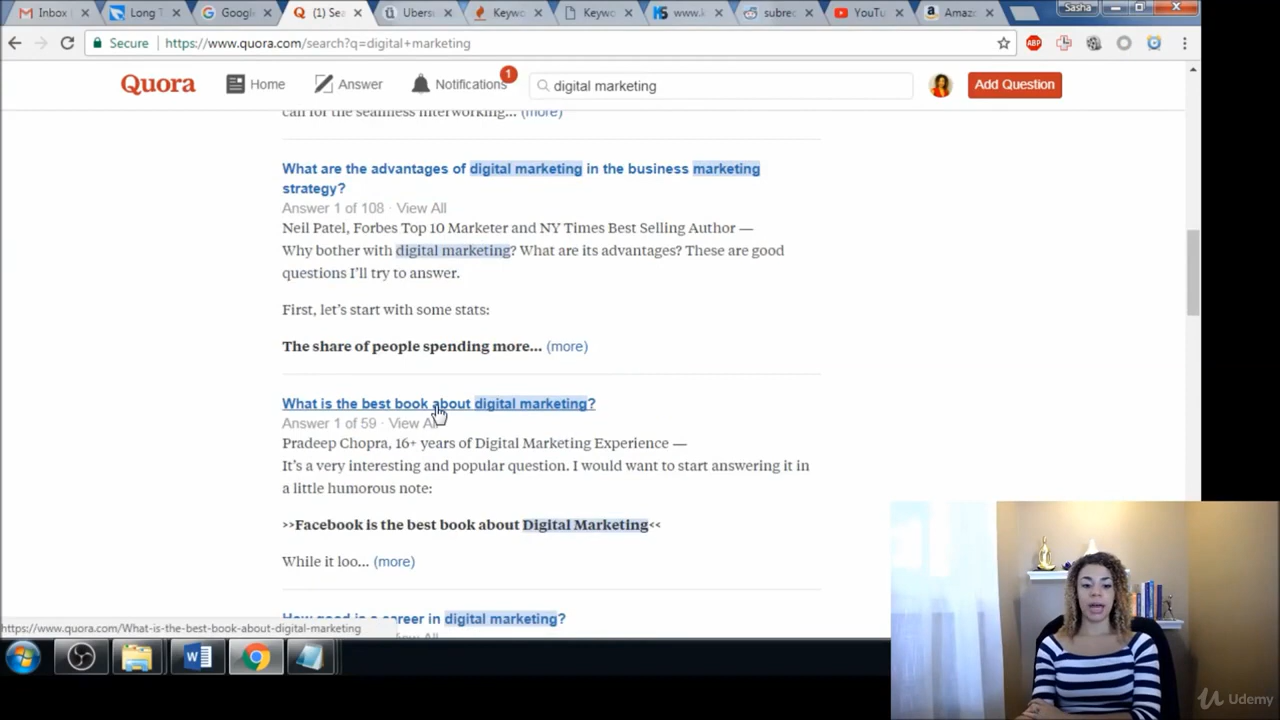 Inbox
Long T
Googl
(1) Sea
Ubers
Keywo
Keywo
www.k
subrec
YouTu
Amaz
Sasha
Secure
https://www.quora.com/search?q=digital+marketing
ABP
Quora
Home
Answer
Notifications
1
digital marketing
Add Question
call for the seamless interworking... (more)
What are the advantages of digital marketing in the business marketing
strategy?
Answer 1 of 108 · View All
Neil Patel, Forbes Top 10 Marketer and NY Times Best Selling Author —
Why bother with digital marketing? What are its advantages? These are good
questions I'll try to answer.
First, let's start with some stats:
The share of people spending more... (more)
What is the best book about digital marketing?
Answer 1 of 59 · View All
Pradeep Chopra, 16+ years of Digital Marketing Experience —
It's a very interesting and popular question. I would want to start answering it in
a little humorous note:
>>Facebook is the best book about Digital Marketing<<
While it loo... (more)
How good is a career in digital marketing?
https://www.quora.com/What-is-the-best-book-about-digital-marketing
View All
Udemy